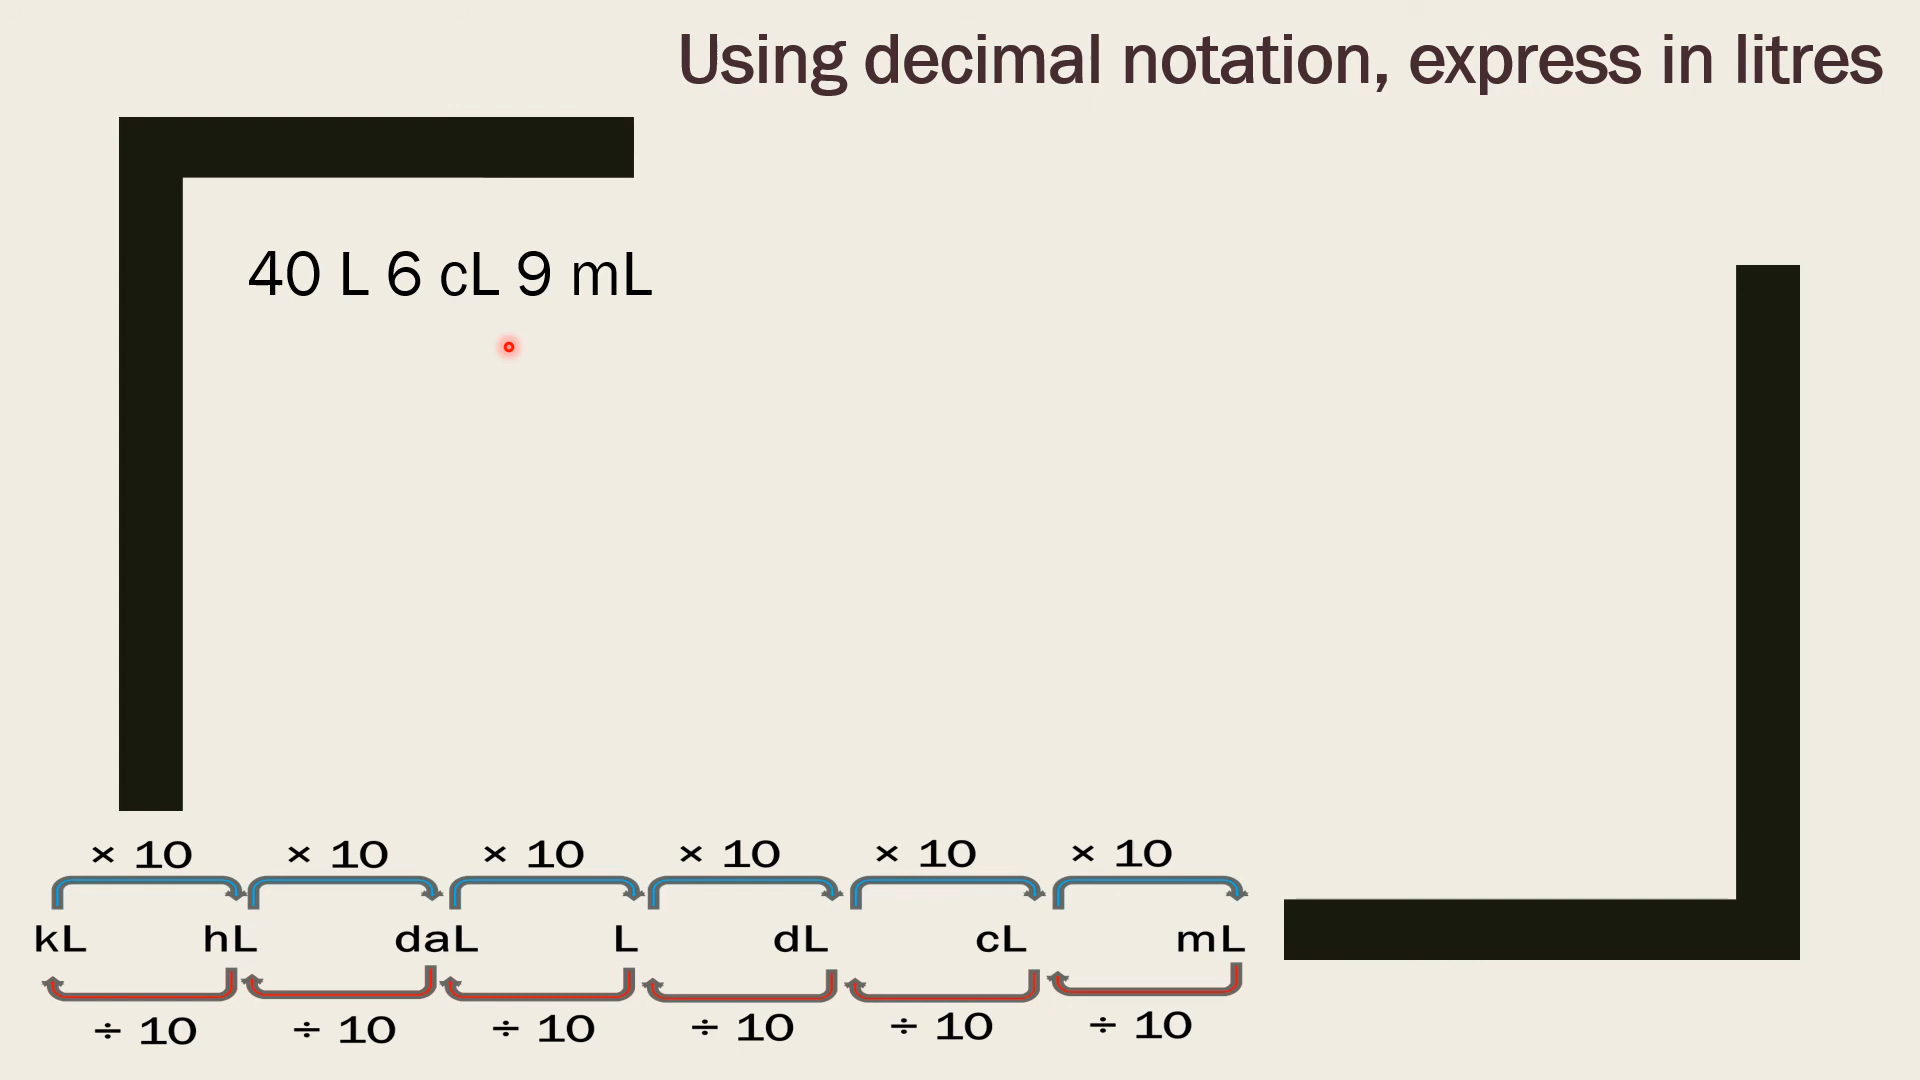 Using decimal notation, express in litres
40 L 6 cL 9 mL
× 10 × 10 × 10 × 10 × 10 × 10
kL hL daL L dL cL mL
÷ 10 ÷ 10 ÷ 10 ÷ 10 ÷ 10 ÷ 10